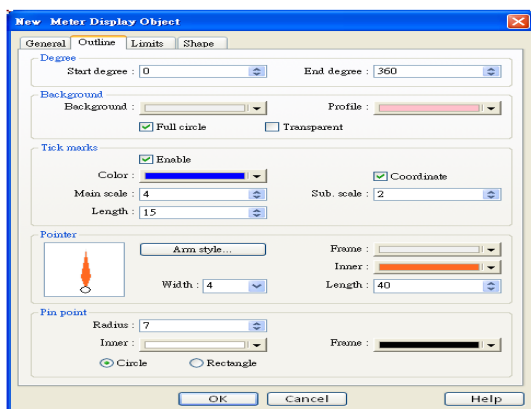 New Meter Display Object
General Outline Limits Shape
Degree
Start degree : 0 End degree : 360
Background
Background : Profile :
Full circle Transparent
Tick marks
Enable
Color : Coordinate
Main scale : 4 Sub. scale : 2
Length : 15
Pointer
Arm style... Frame :
Inner :
Width : 4 Length : 40
Pin point
Radius : 7
Inner : Frame :
Circle Rectangle
OK Cancel Help